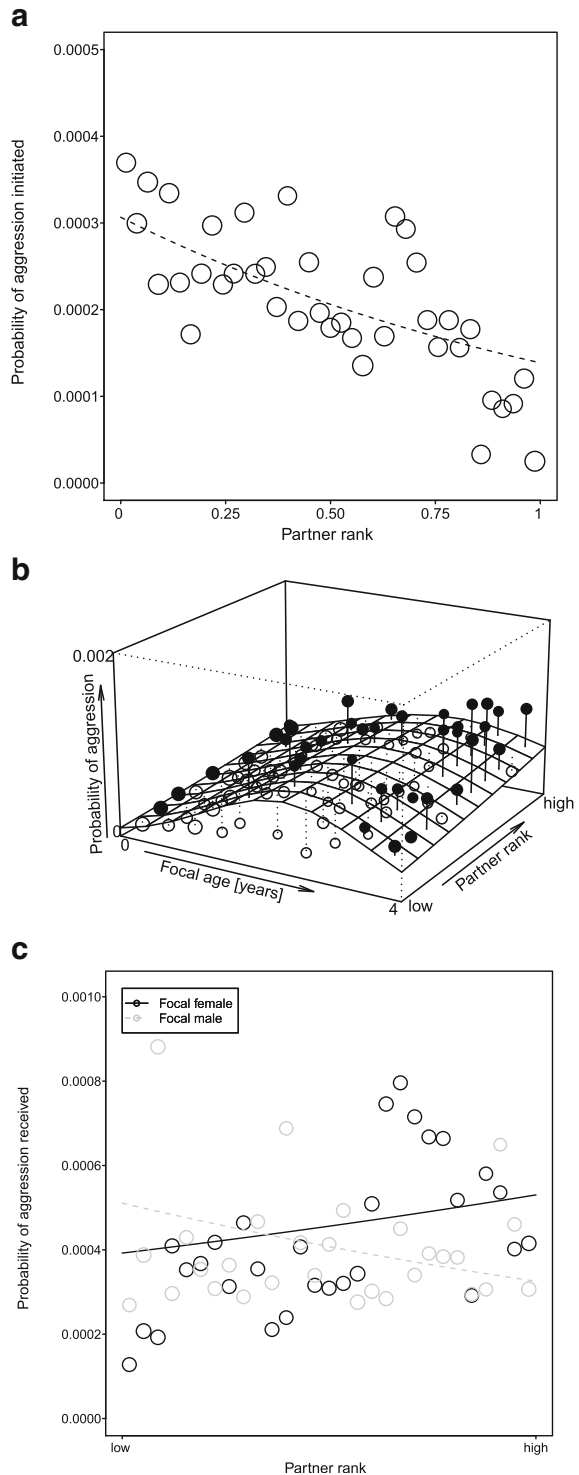 a
Probability of aggression initiated
0.0005
0.0004
0.0003
0.0002
0.0001
0.0000
0
0.25
0.50
0.75
1
Partner rank
b
0.002
Probability of aggression
0
0
Focal age [years]
4
low
Partner rank
high
c
Probability of aggression received
0.0010
0.0008
0.0006
0.0004
0.0002
0.0000
Focal female
Focal male
low
high
Partner rank